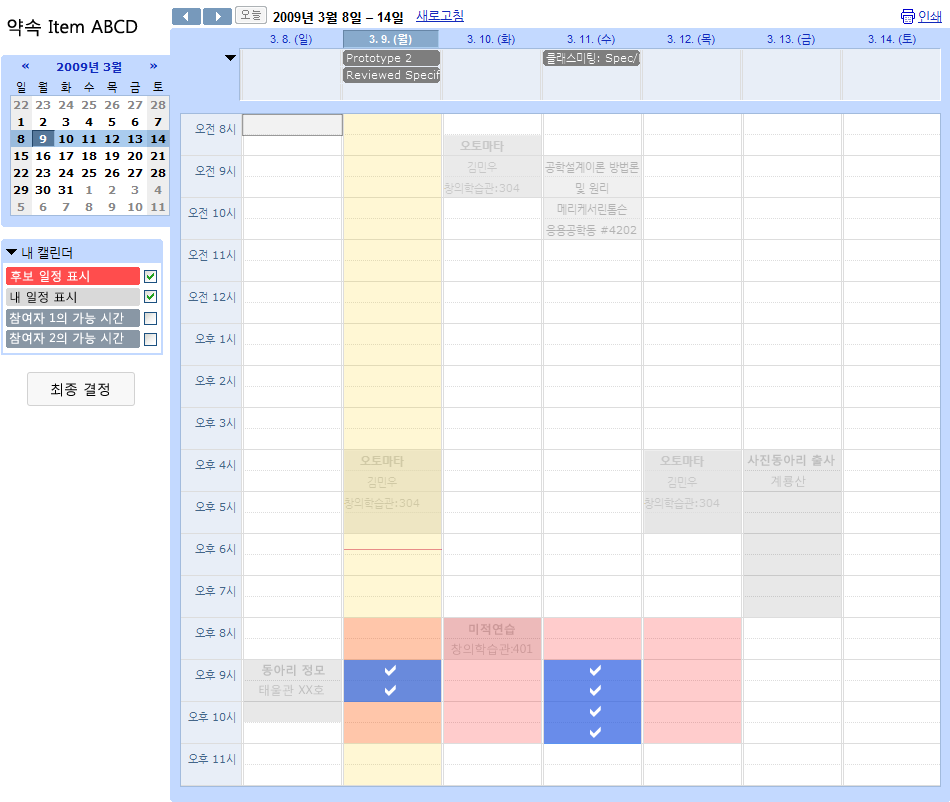 약속 Item ABCD
오늘
2009년 3월 8일 – 14일
새로고침
인쇄
« 2009년 3월 »
일 월 화 수 목 금 토
22 23 24 25 26 27 28
1 2 3 4 5 6 7
8 9 10 11 12 13 14
15 16 17 18 19 20 21
22 23 24 25 26 27 28
29 30 31 1 2 3 4
5 6 7 8 9 10 11
내 캘린더
후보 일정 표시
내 일정 표시
참여자 1의 가능 시간
참여자 2의 가능 시간
최종 결정
3. 8. (일) 3. 9. (월) 3. 10. (화) 3. 11. (수) 3. 12. (목) 3. 13. (금) 3. 14. (토)
Prototype 2
Reviewed Specif
클래스미팅: Spec/
오전 8시
오토마타
김민우
창의학습관:304
오전 9시
공학설계이론 방법론
및 원리
메리케서린톰슨
응용공학동 #4202
오전 10시
오전 11시
오전 12시
오후 1시
오후 2시
오후 3시
오후 4시
오토마타
김민우
창의학습관:304
오토마타
김민우
창의학습관:304
사진동아리 출사
계룡산
오후 5시
오후 6시
오후 7시
오후 8시
미적연습
창의학습관:401
오후 9시
동아리 정모
태울관 XX호
오후 10시
오후 11시